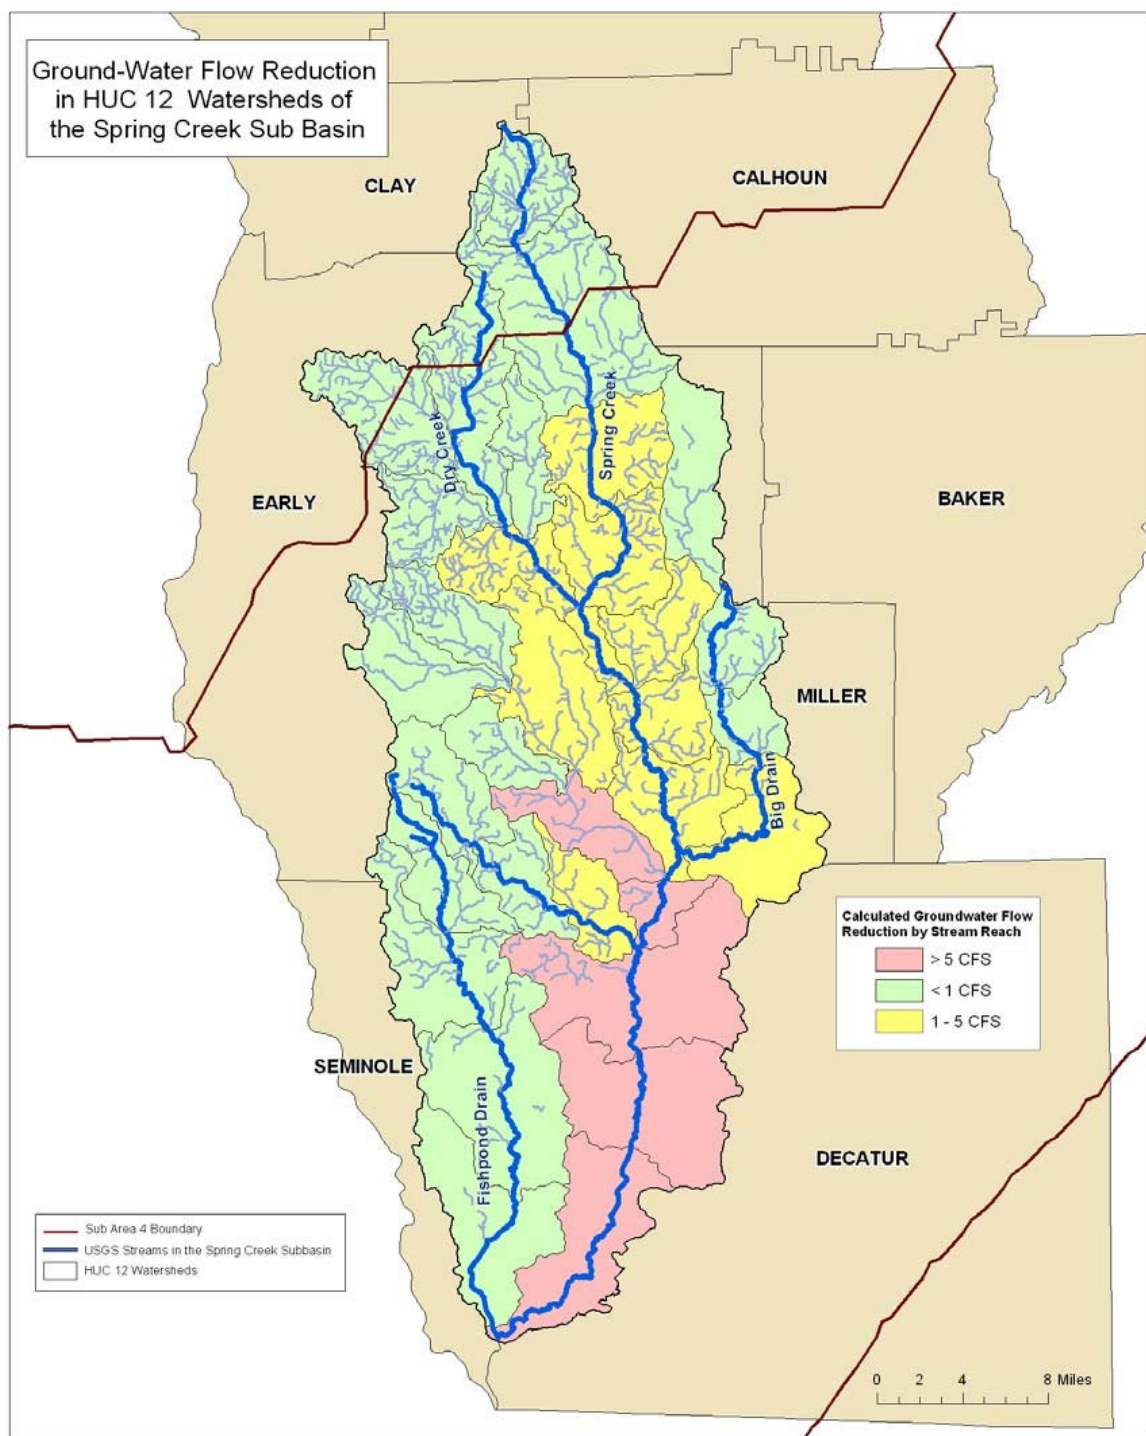 Ground-Water Flow Reduction
in HUC 12 Watersheds of
the Spring Creek Sub Basin
CLAY
CALHOUN
Dry Creek
Spring Creek
EARLY
BAKER
MILLER
Big Drain
Calculated Groundwater Flow
Reduction by Stream Reach
> 5 CFS
< 1 CFS
1 - 5 CFS
SEMINOLE
Fishpond Drain
DECATUR
Sub Area 4 Boundary
USGS Streams in the Spring Creek Subbasin
HUC 12 Watersheds
0 2 4 8 Miles